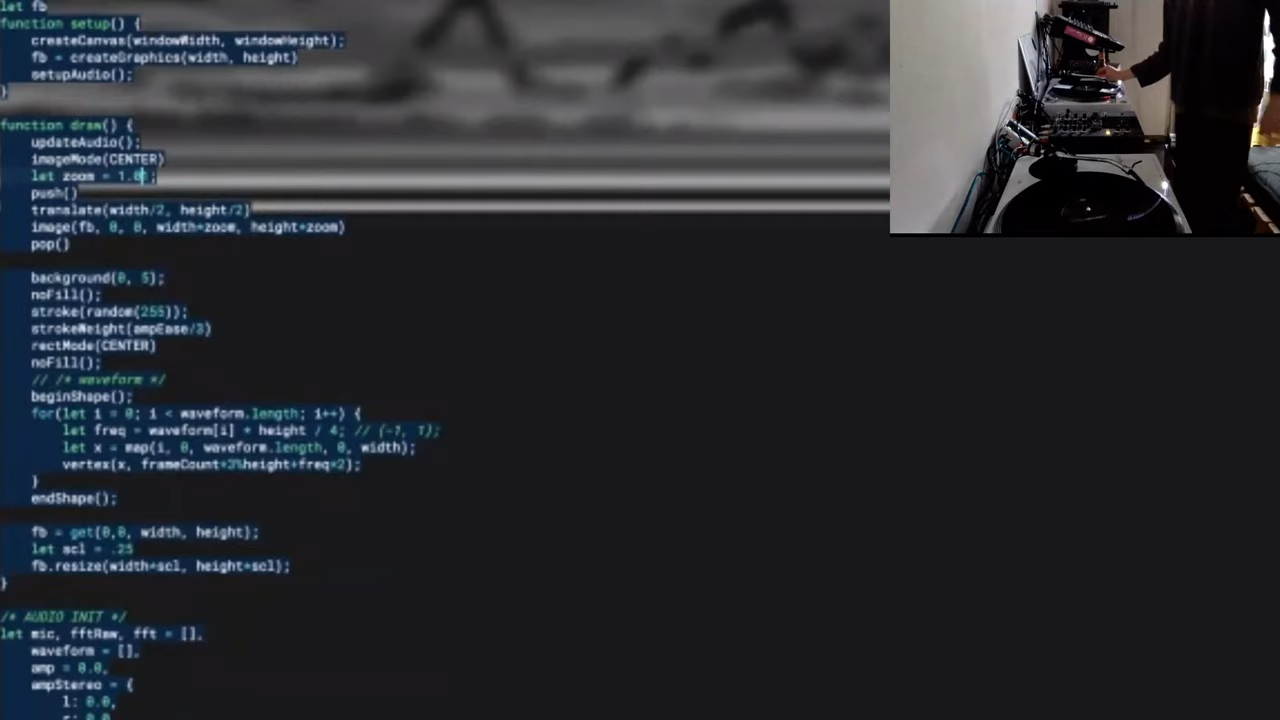 let fb
function setup() {
createCanvas(windowWidth, windowHeight);
fb = createGraphics(width, height)
setupAudio();
}
function draw() {
updateAudio();
imageMode(CENTER)
let zoom = 1.01;
push()
translate(width/2, height/2)
image(fb, 0, 0, width*zoom, height*zoom)
pop()
background(0, 5);
noFill();
stroke(random(255));
strokeWeight(ampEase/3)
rectMode(CENTER)
noFill();
// /* waveform */
beginShape();
for(let i = 0; i < waveform.length; i++) {
let freq = waveform[i] * height / 4; // (-1, 1);
let x = map(i, 0, waveform.length, 0, width);
vertex(x, frameCount*3%height+freq*2);
}
endShape();
fb = get(0,0, width, height);
let scl = .25
fb.resize(width*scl, height*scl);
}
/* AUDIO INIT */
let mic, fftRaw, fft = [],
waveform = [],
amp = 0.0,
ampStereo = {
l: 0.0,
r: 0.0